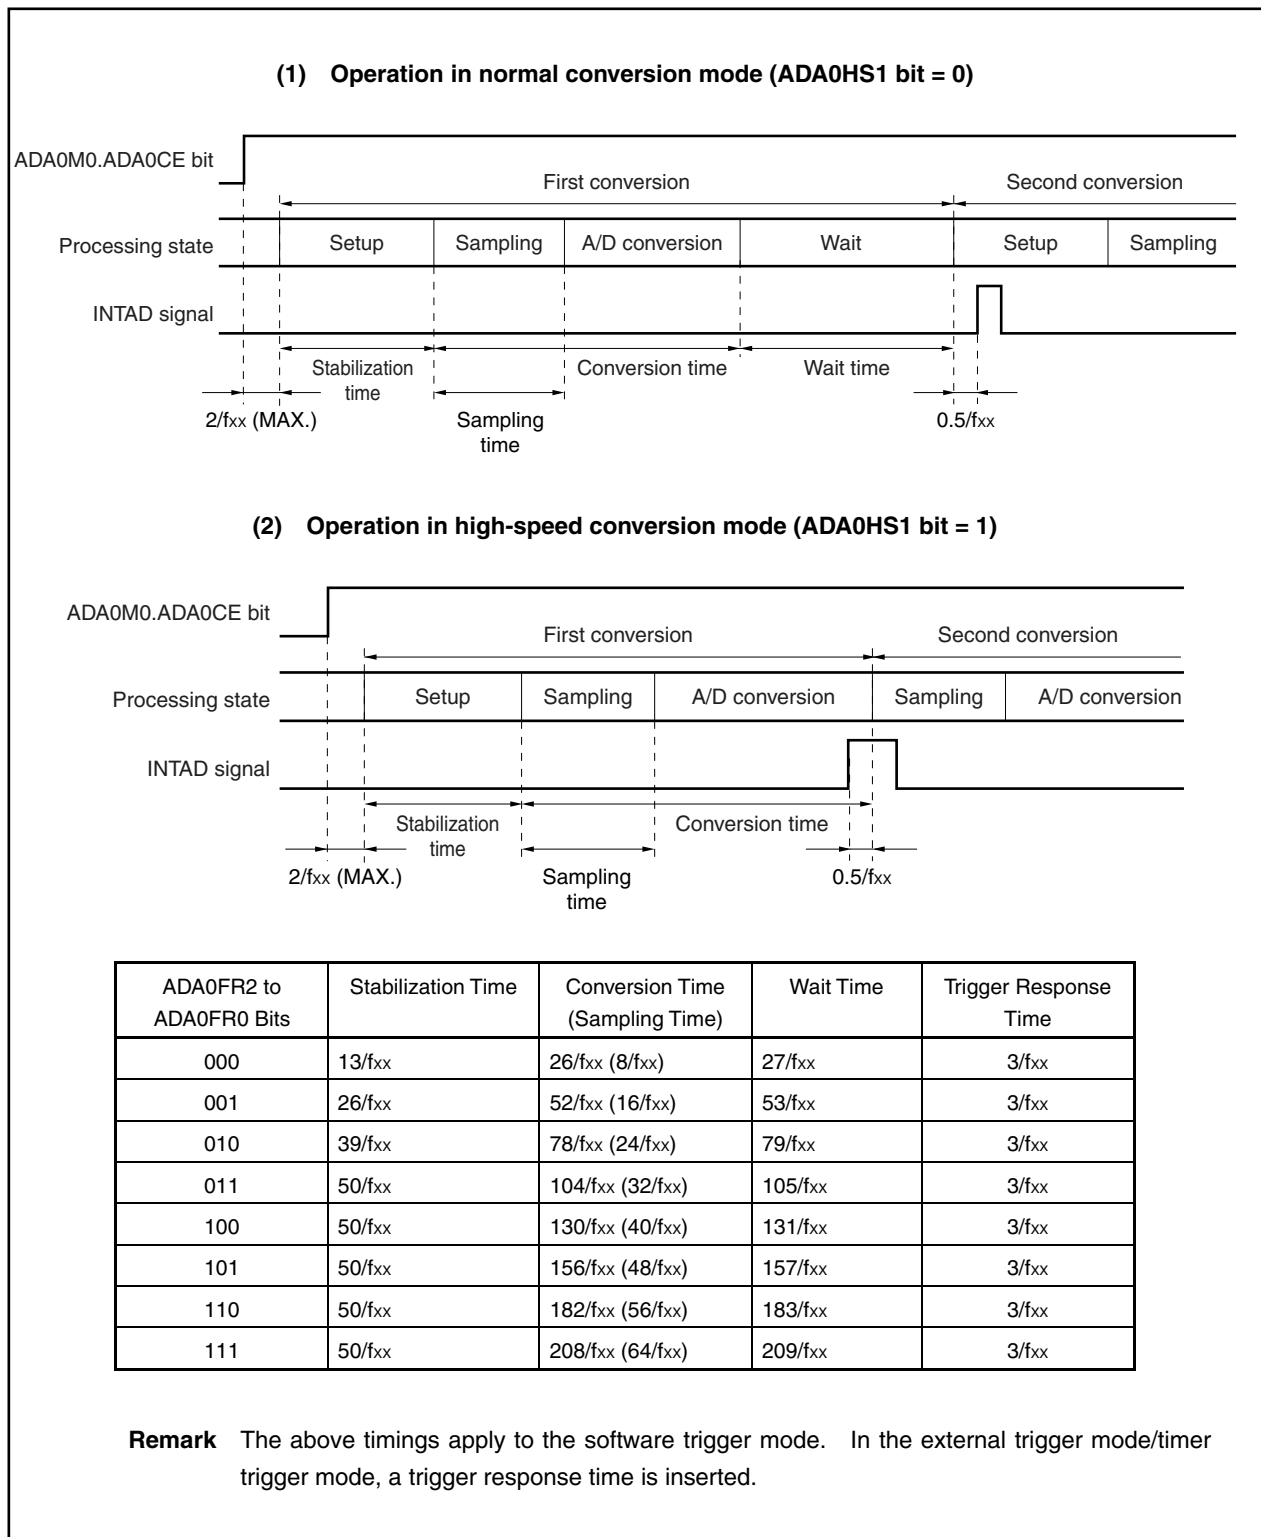 (1) Operation in normal conversion mode (ADA0HS1 bit = 0)
ADA0M0.ADA0CE bit
First conversion
Second conversion
Processing state
Setup
Sampling
A/D conversion
Wait
Setup
Sampling
INTAD signal
Stabilization
time
Conversion time
Wait time
2/fxx (MAX.)
Sampling
time
0.5/fxx
(2) Operation in high-speed conversion mode (ADA0HS1 bit = 1)
ADA0M0.ADA0CE bit
First conversion
Second conversion
Processing state
Setup
Sampling
A/D conversion
Sampling
A/D conversion
INTAD signal
Stabilization
time
Conversion time
2/fxx (MAX.)
Sampling
time
0.5/fxx
ADA0FR2 to
ADA0FR0 Bits
Stabilization Time
Conversion Time
(Sampling Time)
Wait Time
Trigger Response
Time
000 13/fxx 26/fxx (8/fxx) 27/fxx 3/fxx
001 26/fxx 52/fxx (16/fxx) 53/fxx 3/fxx
010 39/fxx 78/fxx (24/fxx) 79/fxx 3/fxx
011 50/fxx 104/fxx (32/fxx) 105/fxx 3/fxx
100 50/fxx 130/fxx (40/fxx) 131/fxx 3/fxx
101 50/fxx 156/fxx (48/fxx) 157/fxx 3/fxx
110 50/fxx 182/fxx (56/fxx) 183/fxx 3/fxx
111 50/fxx 208/fxx (64/fxx) 209/fxx 3/fxx
Remark The above timings apply to the software trigger mode. In the external trigger mode/timer
trigger mode, a trigger response time is inserted.